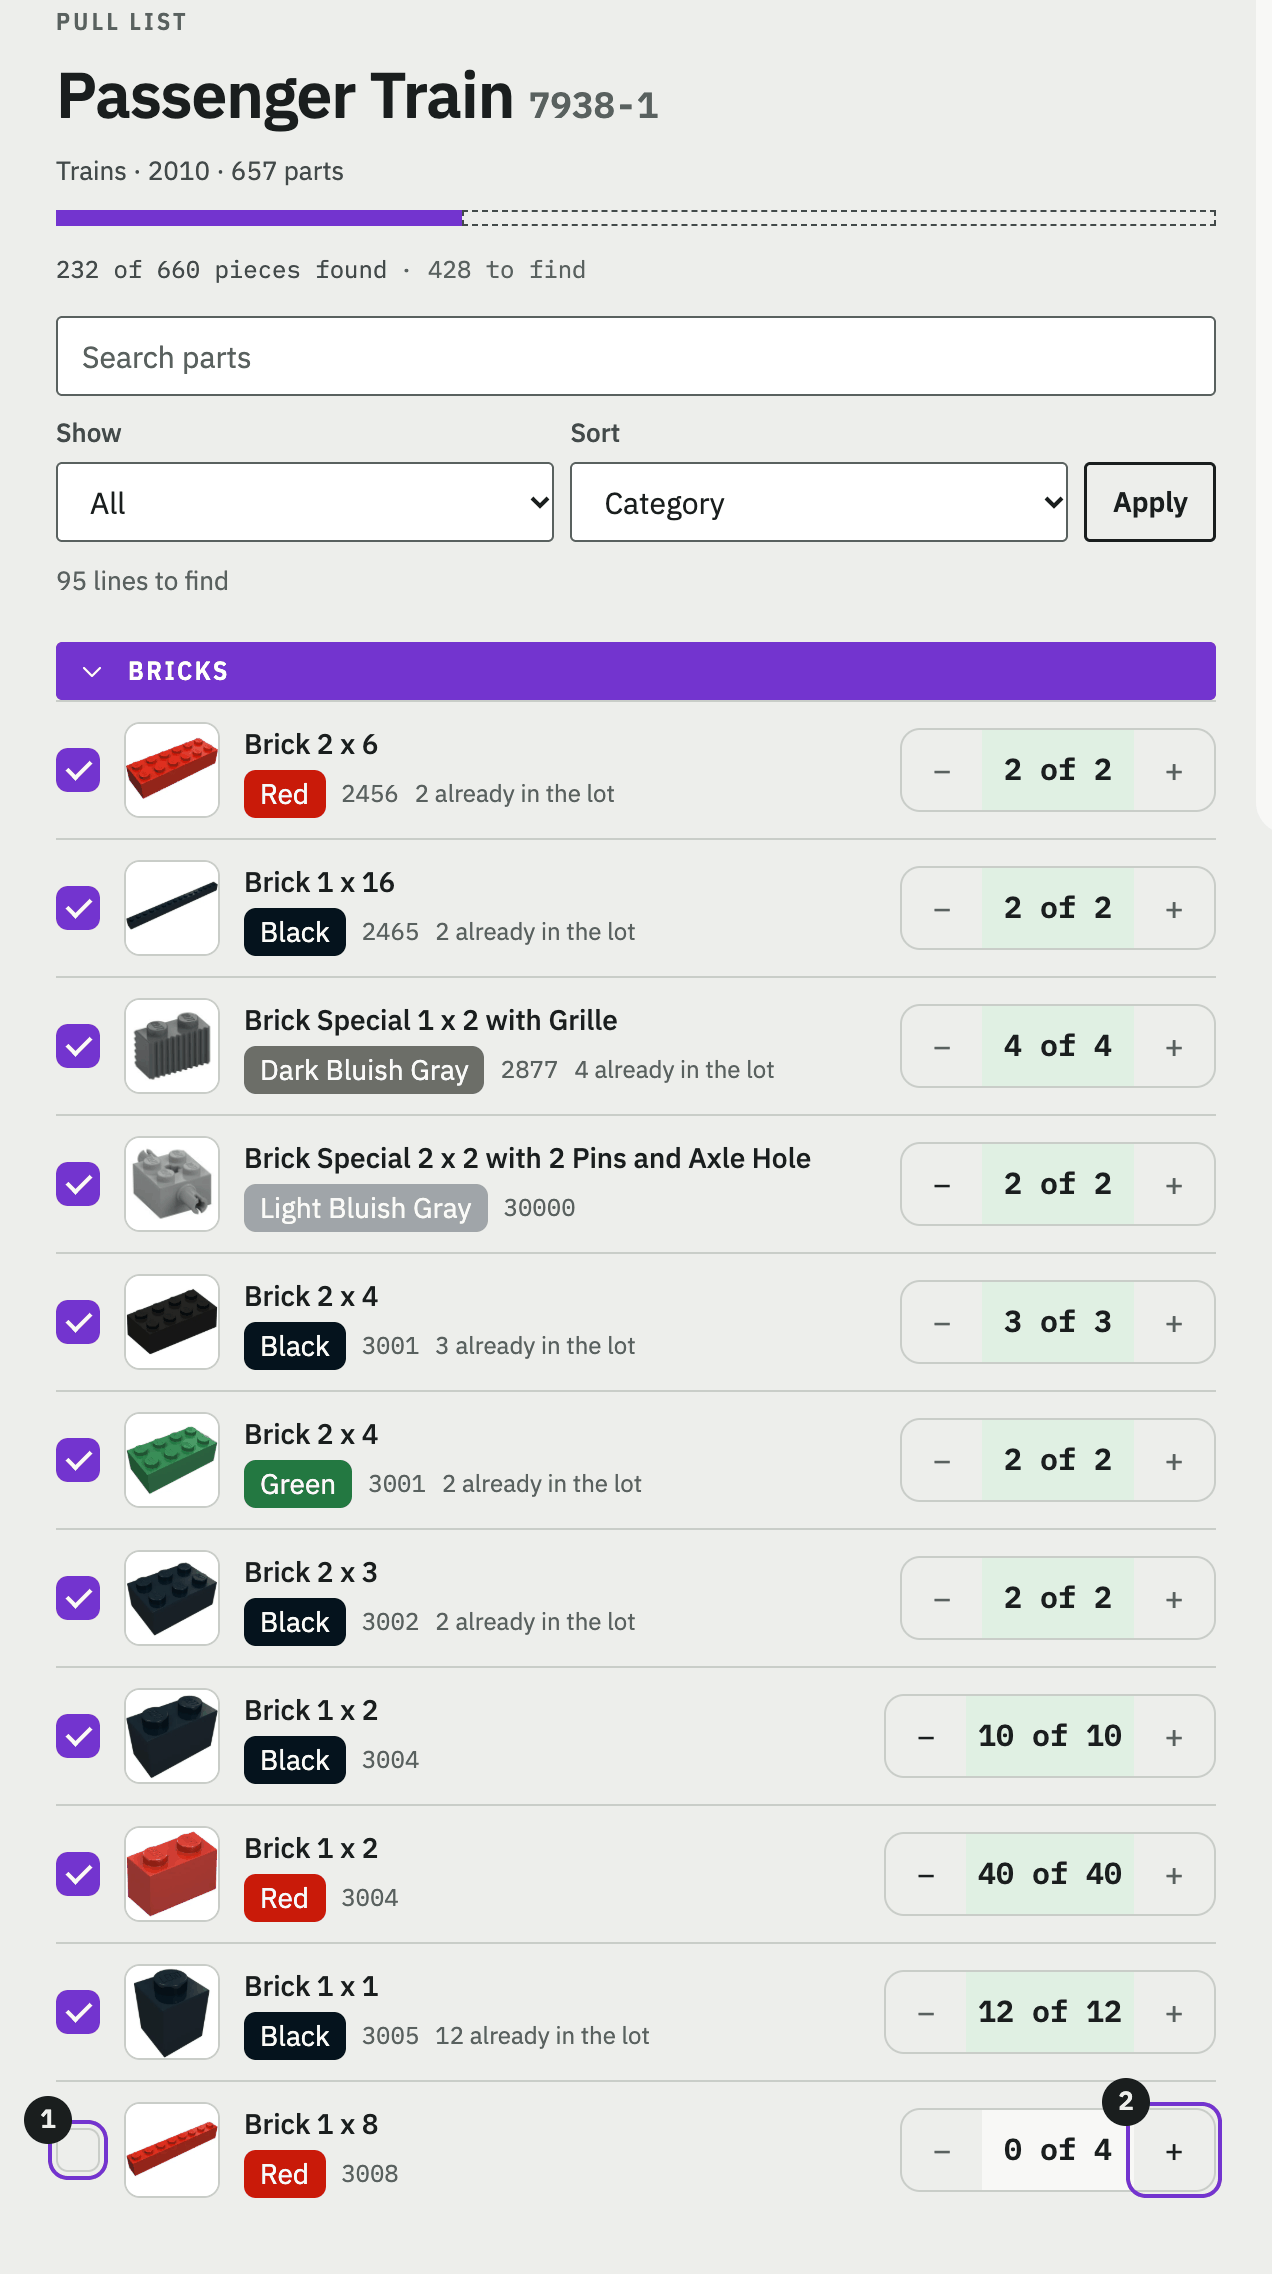 PULL LIST
Passenger Train 7938-1
Trains · 2010 · 657 parts
232 of 660 pieces found · 428 to find
Search parts
Show Sort
All Category Apply
95 lines to find
BRICKS
Brick 2 x 6
Red 2456 2 already in the lot
− 2 of 2 +
Brick 1 x 16
Black 2465 2 already in the lot
− 2 of 2 +
Brick Special 1 x 2 with Grille
Dark Bluish Gray 2877 4 already in the lot
− 4 of 4 +
Brick Special 2 x 2 with 2 Pins and Axle Hole
Light Bluish Gray 30000
− 2 of 2 +
Brick 2 x 4
Black 3001 3 already in the lot
− 3 of 3 +
Brick 2 x 4
Green 3001 2 already in the lot
− 2 of 2 +
Brick 2 x 3
Black 3002 2 already in the lot
− 2 of 2 +
Brick 1 x 2
Black 3004
− 10 of 10 +
Brick 1 x 2
Red 3004
− 40 of 40 +
Brick 1 x 1
Black 3005 12 already in the lot
− 12 of 12 +
1
Brick 1 x 8
Red 3008
2
− 0 of 4 +